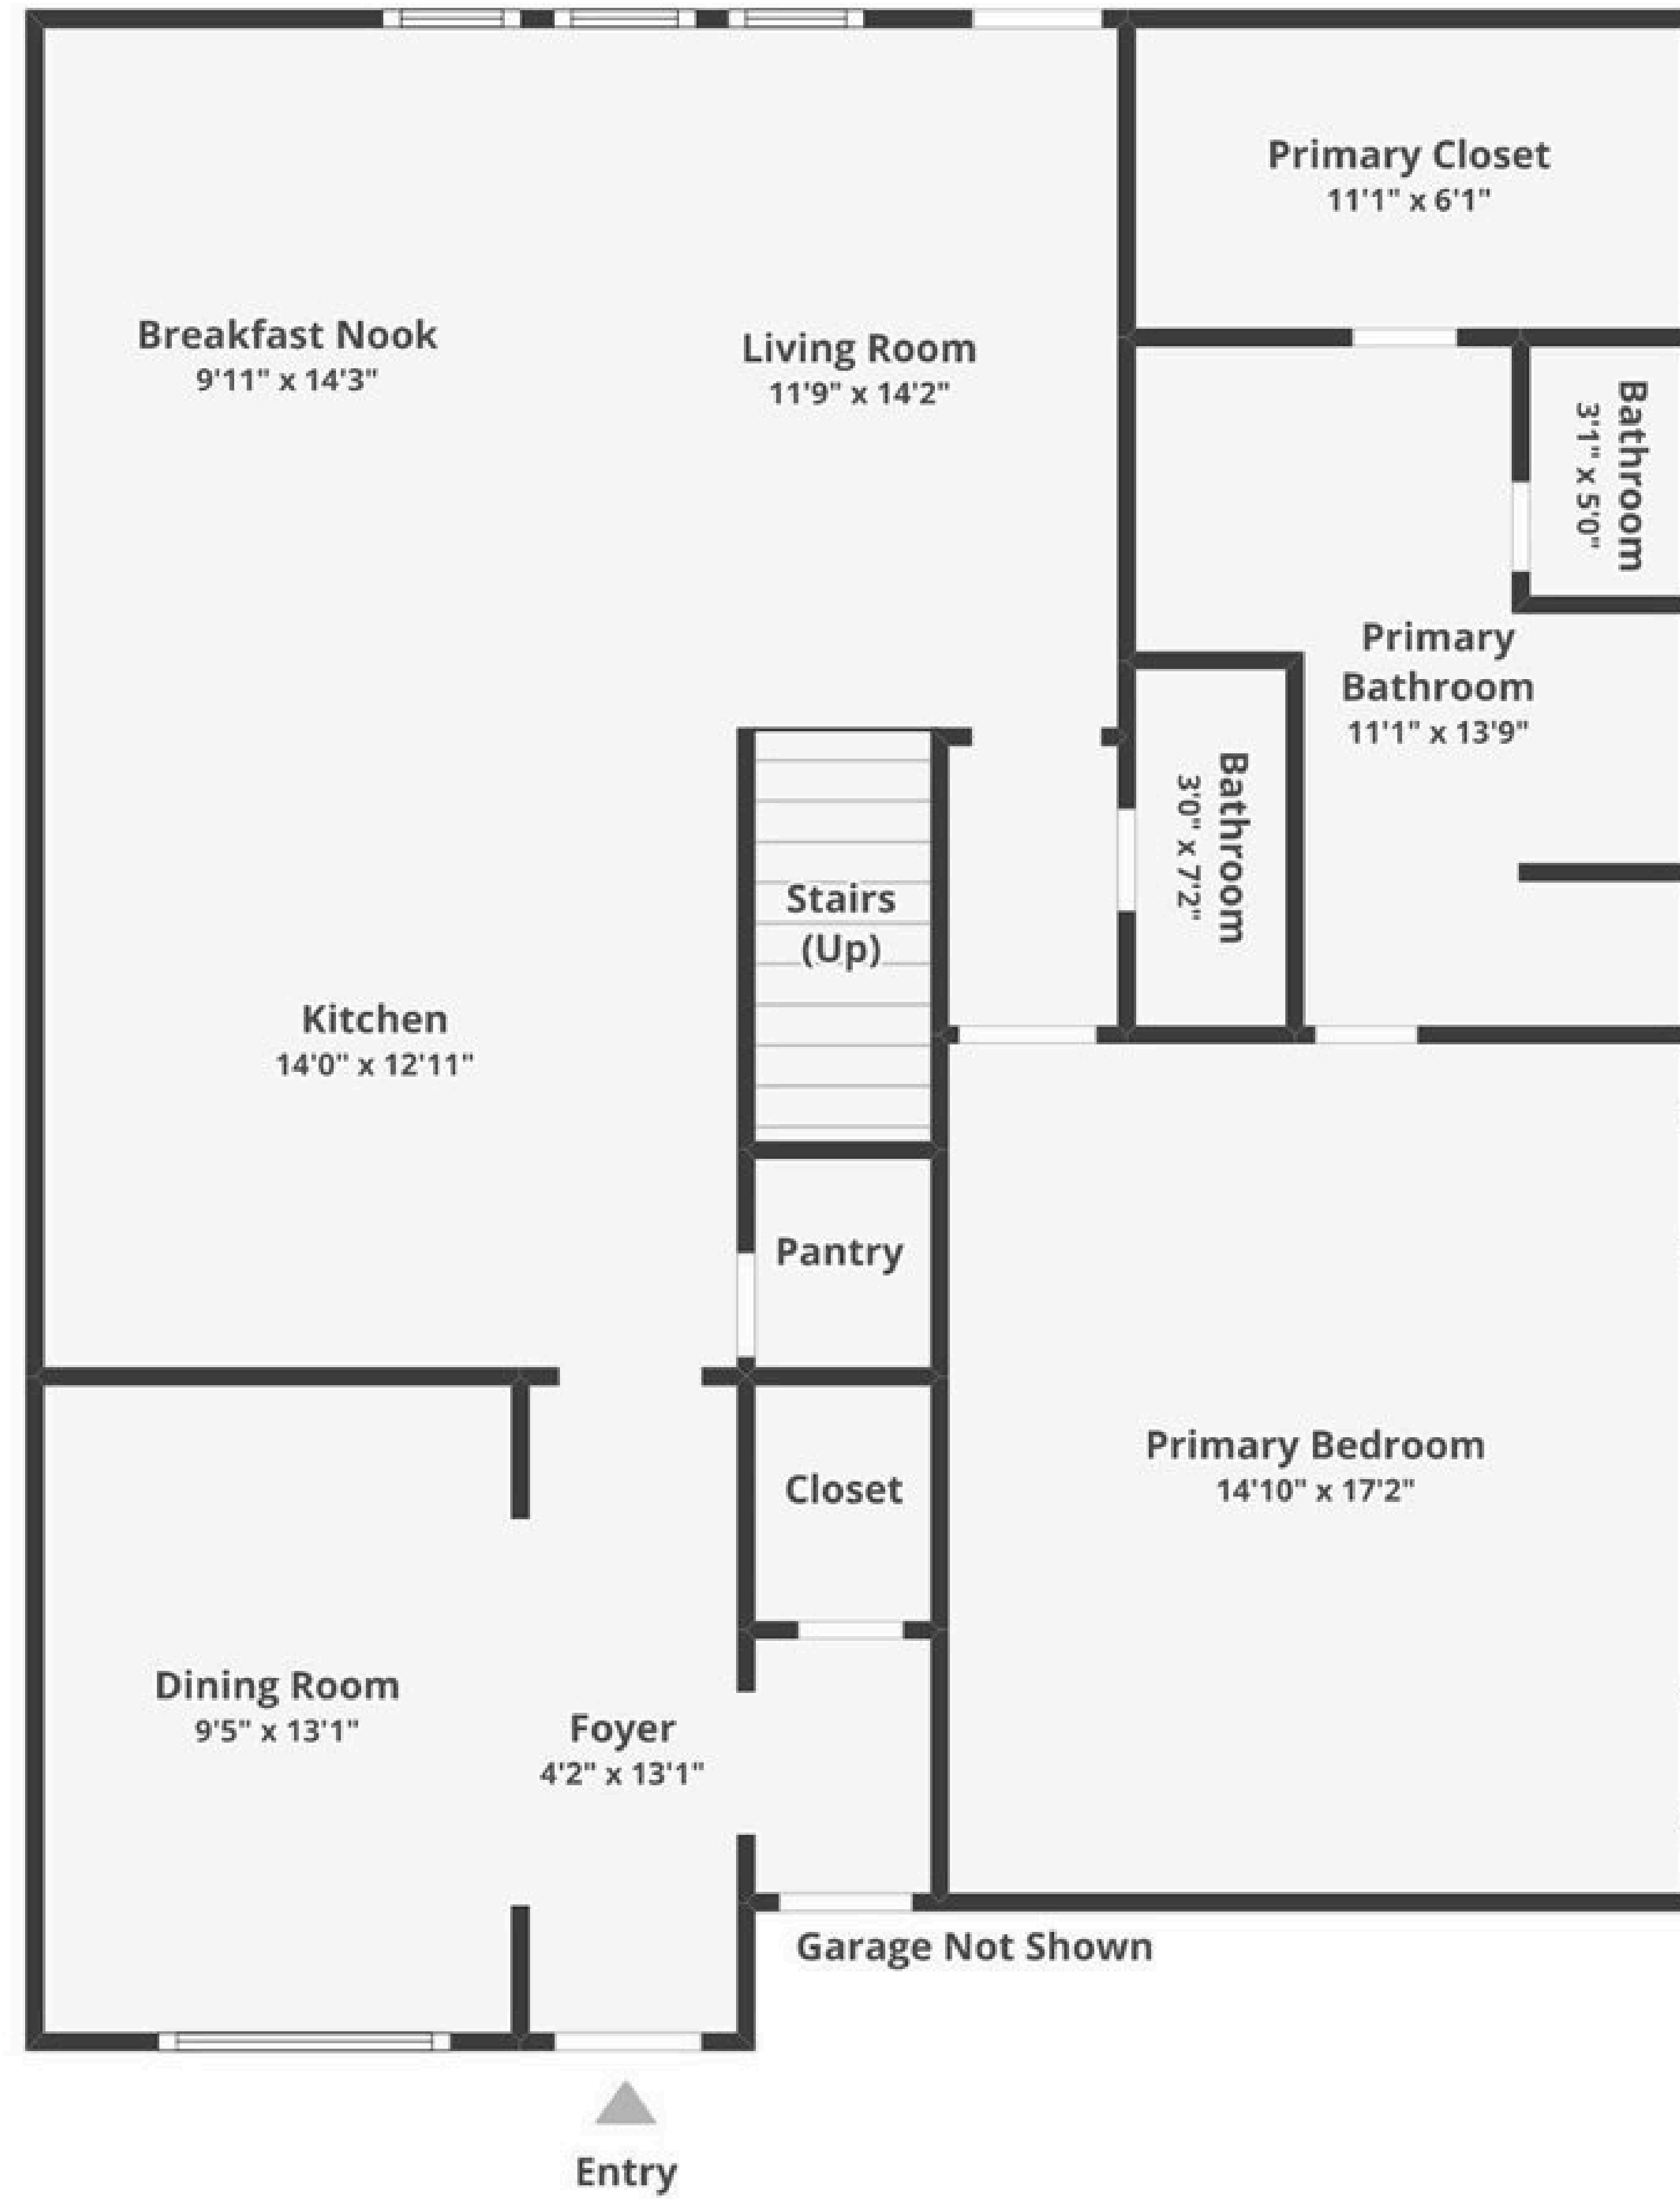 Primary Closet
11'1" x 6'1"
Breakfast Nook
9'11" x 14'3"
Living Room
11'9" x 14'2"
Bathroom
3'1" x 5'0"
Primary
Bathroom
11'1" x 13'9"
Bathroom
3'0" x 7'2"
Stairs
(Up)
Kitchen
14'0" x 12'11"
Pantry
Primary Bedroom
14'10" x 17'2"
Closet
Dining Room
9'5" x 13'1"
Foyer
4'2" x 13'1"
Garage Not Shown
Entry